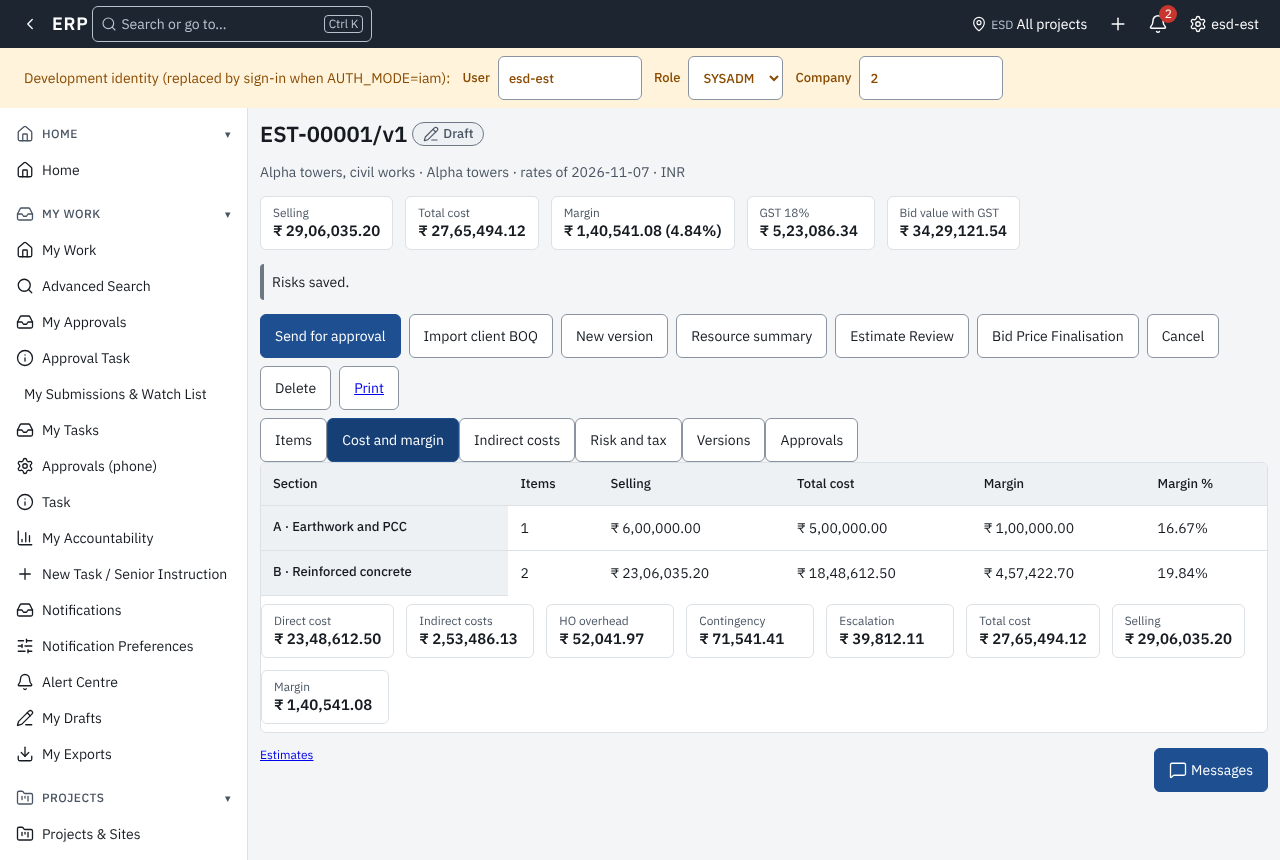 ERP Search or go to... Ctrl K ESD All projects 2 esd-est
Development identity (replaced by sign-in when AUTH_MODE=iam): User esd-est Role SYSADM Company 2
HOME
Home
MY WORK
My Work
Advanced Search
My Approvals
Approval Task
My Submissions & Watch List
My Tasks
Approvals (phone)
Task
My Accountability
New Task / Senior Instruction
Notifications
Notification Preferences
Alert Centre
My Drafts
My Exports
PROJECTS
Projects & Sites
EST-00001/v1 Draft
Alpha towers, civil works · Alpha towers · rates of 2026-11-07 · INR
Selling Total cost Margin GST 18% Bid value with GST
₹ 29,06,035.20 ₹ 27,65,494.12 ₹ 1,40,541.08 (4.84%) ₹ 5,23,086.34 ₹ 34,29,121.54
Risks saved.
Send for approval Import client BOQ New version Resource summary Estimate Review Bid Price Finalisation Cancel
Delete Print
Items Cost and margin Indirect costs Risk and tax Versions Approvals
Section Items Selling Total cost Margin Margin %
A · Earthwork and PCC 1 ₹ 6,00,000.00 ₹ 5,00,000.00 ₹ 1,00,000.00 16.67%
B · Reinforced concrete 2 ₹ 23,06,035.20 ₹ 18,48,612.50 ₹ 4,57,422.70 19.84%
Direct cost Indirect costs HO overhead Contingency Escalation Total cost Selling
₹ 23,48,612.50 ₹ 2,53,486.13 ₹ 52,041.97 ₹ 71,541.41 ₹ 39,812.11 ₹ 27,65,494.12 ₹ 29,06,035.20
Margin
₹ 1,40,541.08
Estimates
Messages